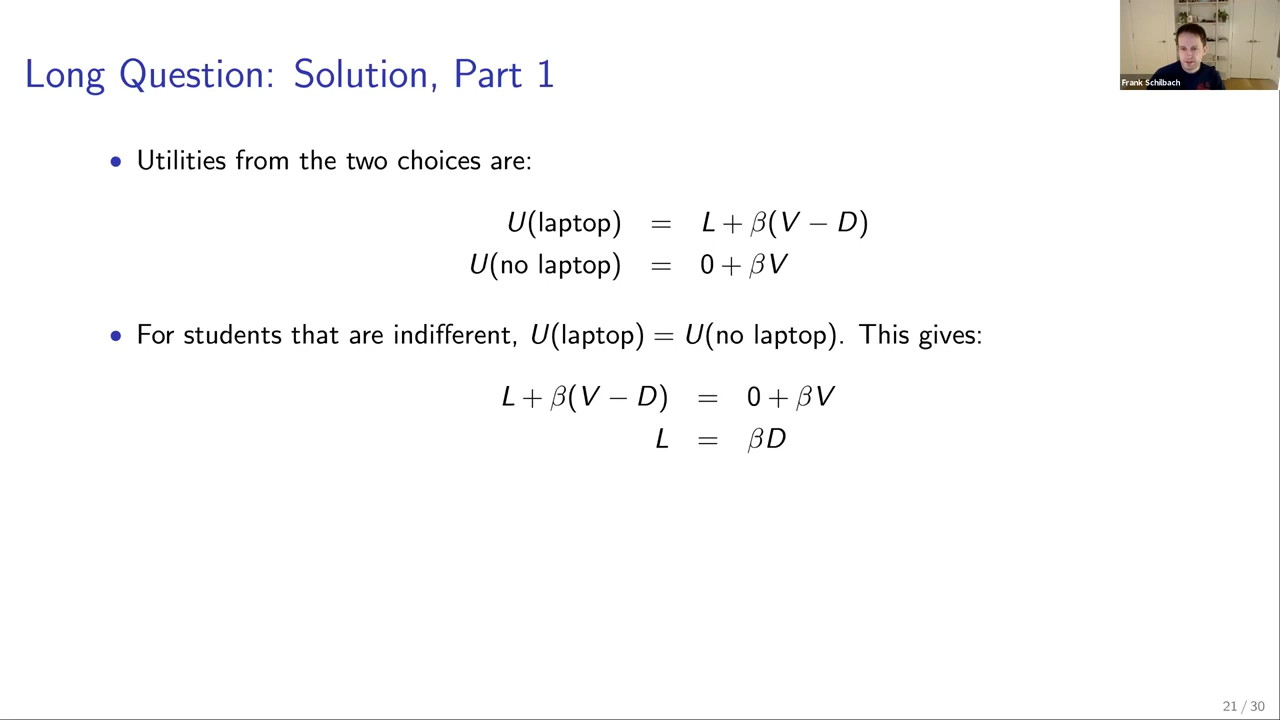 Long Question: Solution, Part 1
Frank Schilbach
• Utilities from the two choices are:
U(laptop) = L + β(V − D)
U(no laptop) = 0 + βV
• For students that are indifferent, U(laptop) = U(no laptop). This gives:
L + β(V − D) = 0 + βV
L = βD
21 / 30